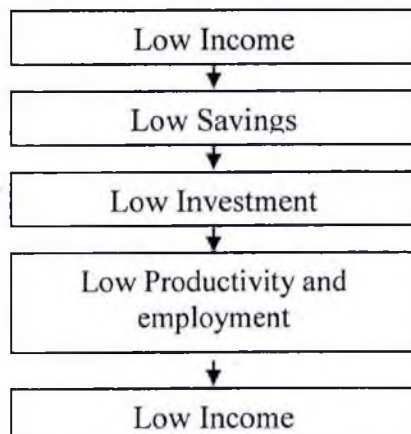 Low Income
Low Savings
Low Investment
Low Productivity and
employment
Low Income